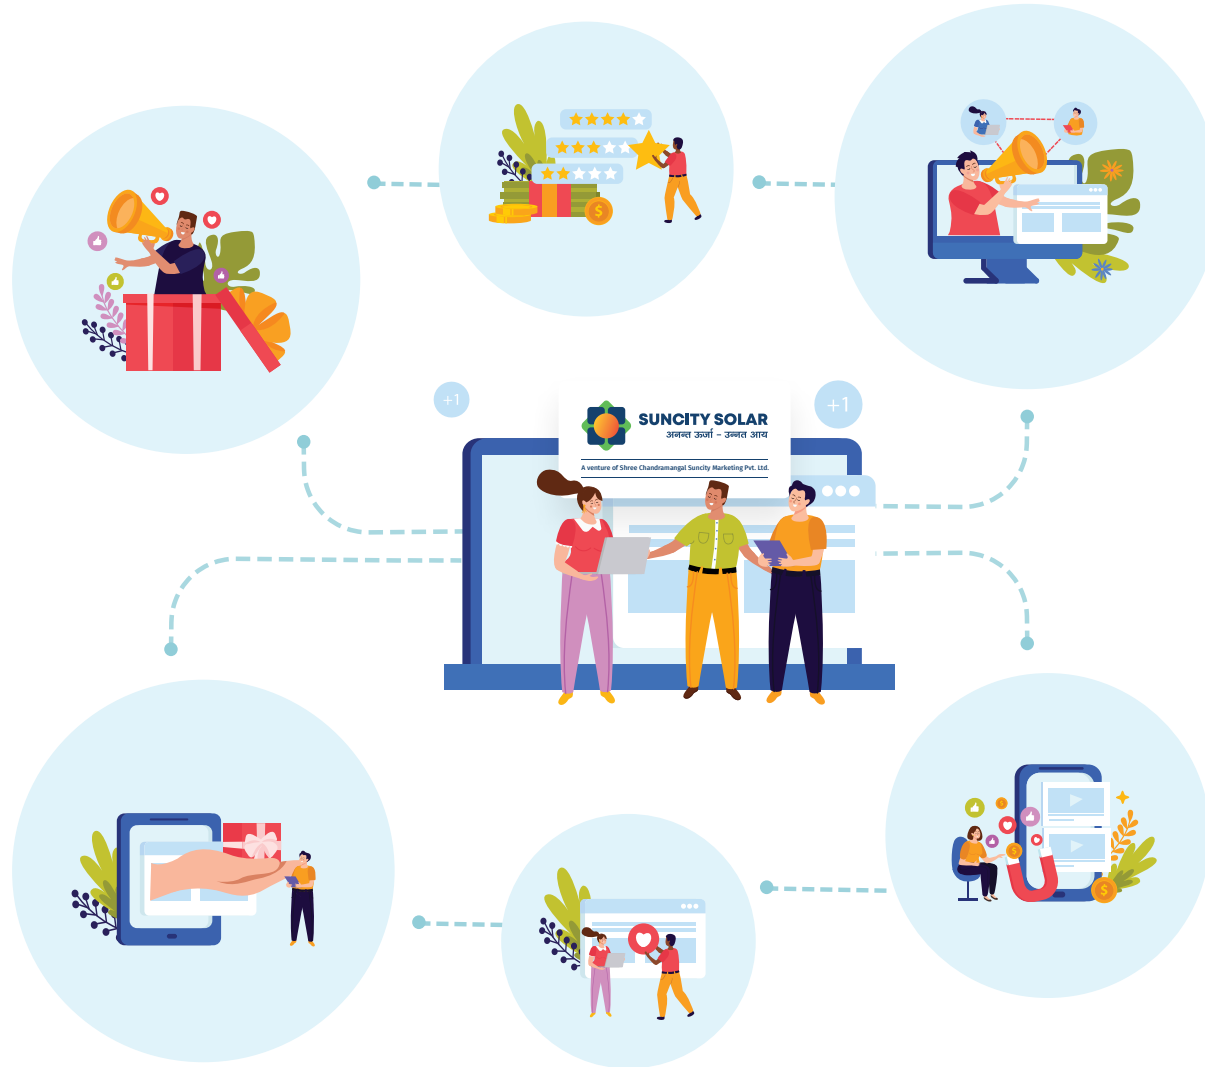 +1
+1
SUNCITY SOLAR
अनन्त ऊर्जा – उन्नत आय
A venture of Shree Chandramangal Suncity Marketing Pvt. Ltd.
$
$
$
$